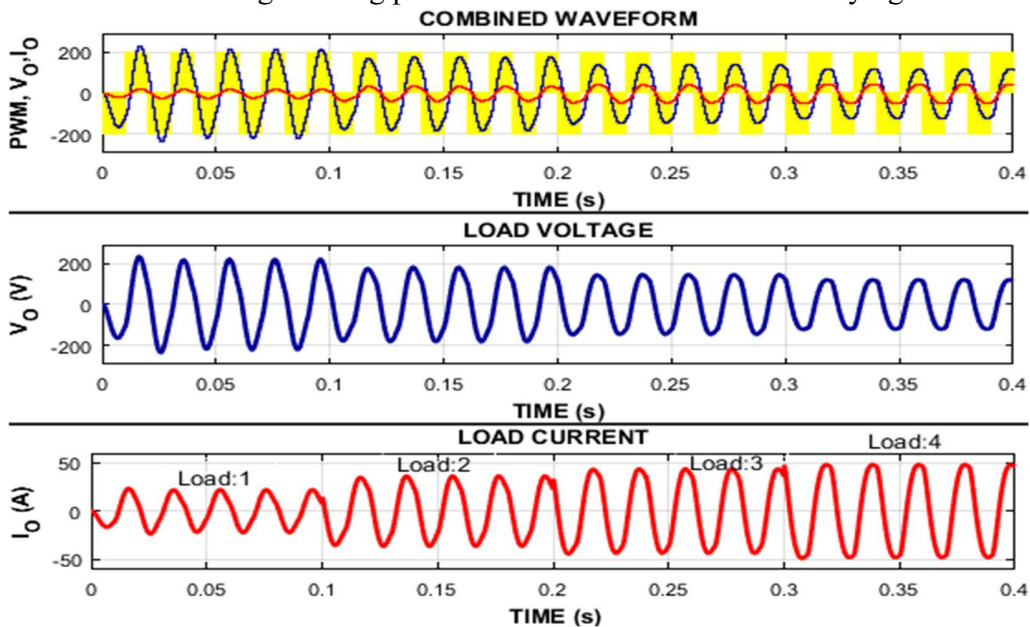 COMBINED WAVEFORM
PWM, VO,IO
200
0
-200
0 0.05 0.1 0.15 0.2 0.25 0.3 0.35 0.4
TIME (s)
LOAD VOLTAGE
VO (V)
200
0
-200
0 0.05 0.1 0.15 0.2 0.25 0.3 0.35 0.4
TIME (s)
LOAD CURRENT
IO (A)
50
0
-50
Load:1
Load:2
Load:3
Load:4
0 0.05 0.1 0.15 0.2 0.25 0.3 0.35 0.4
TIME (s)